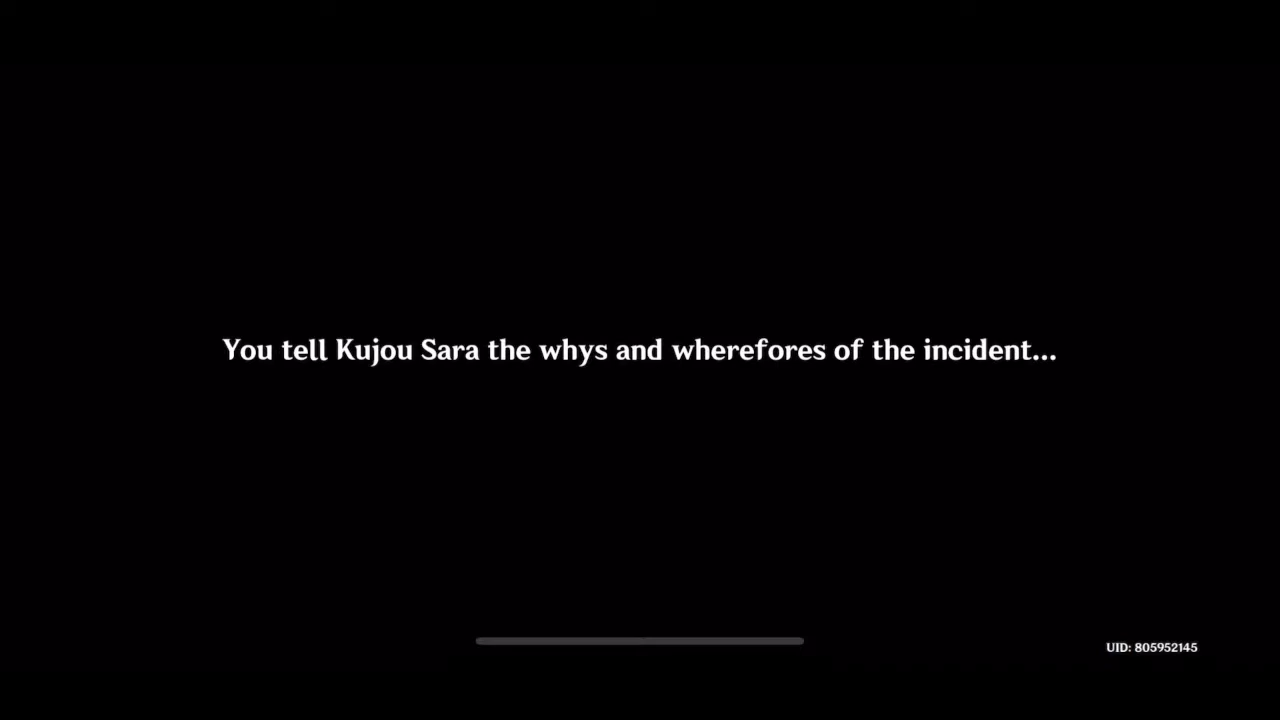 You tell Kujou Sara the whys and wherefores of the incident...
UID: 805952145